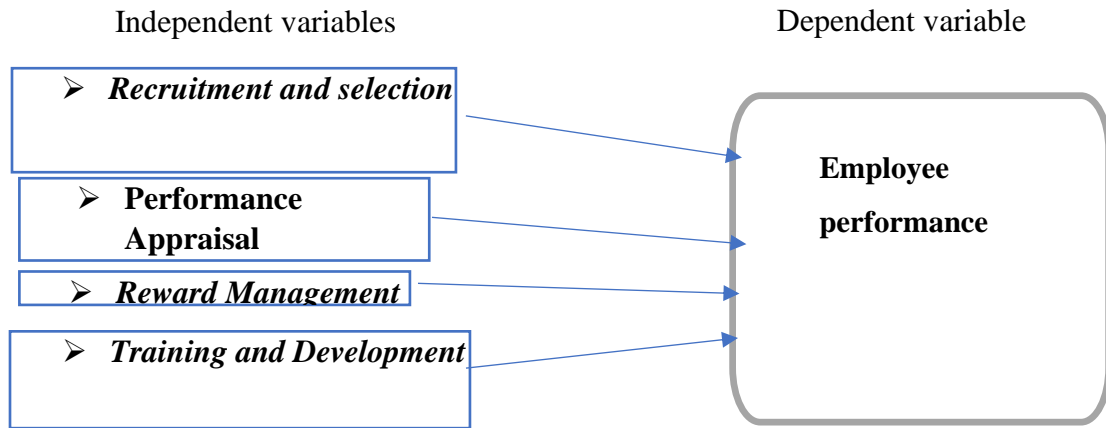 Independent variables
Dependent variable
➢ Recruitment and selection
➢ Performance
Appraisal
➢ Reward Management
➢ Training and Development
Employee
performance